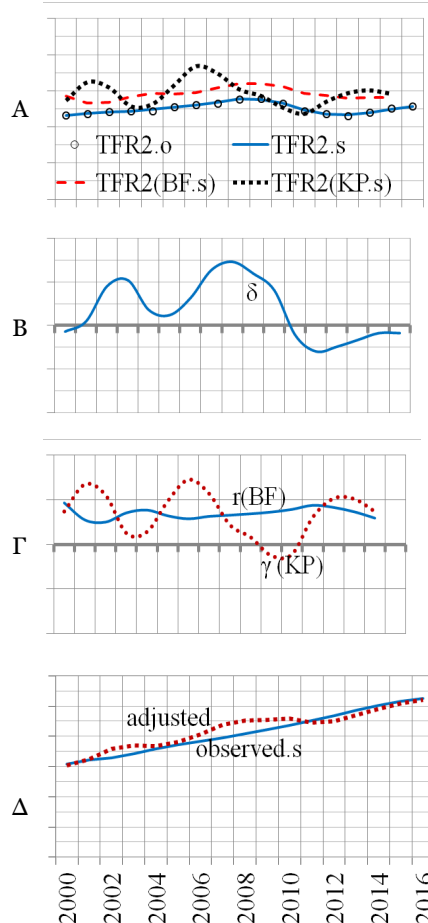 Α
TFR2.o TFR2.s
TFR2(BF.s) TFR2(KP.s)
Β
δ
Γ
r(BF)
γ (KP)
Δ
adjusted
observed.s
2000 2002 2004 2006 2008 2010 2012 2014 2016